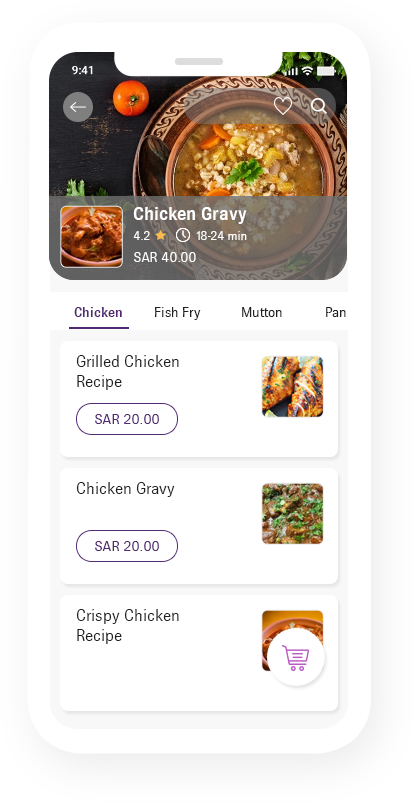 9:41
Chicken Gravy
4.2 18-24 min
SAR 40.00
Chicken Fish Fry Mutton Pan
Grilled Chicken
Recipe
SAR 20.00
Chicken Gravy
SAR 20.00
Crispy Chicken
Recipe